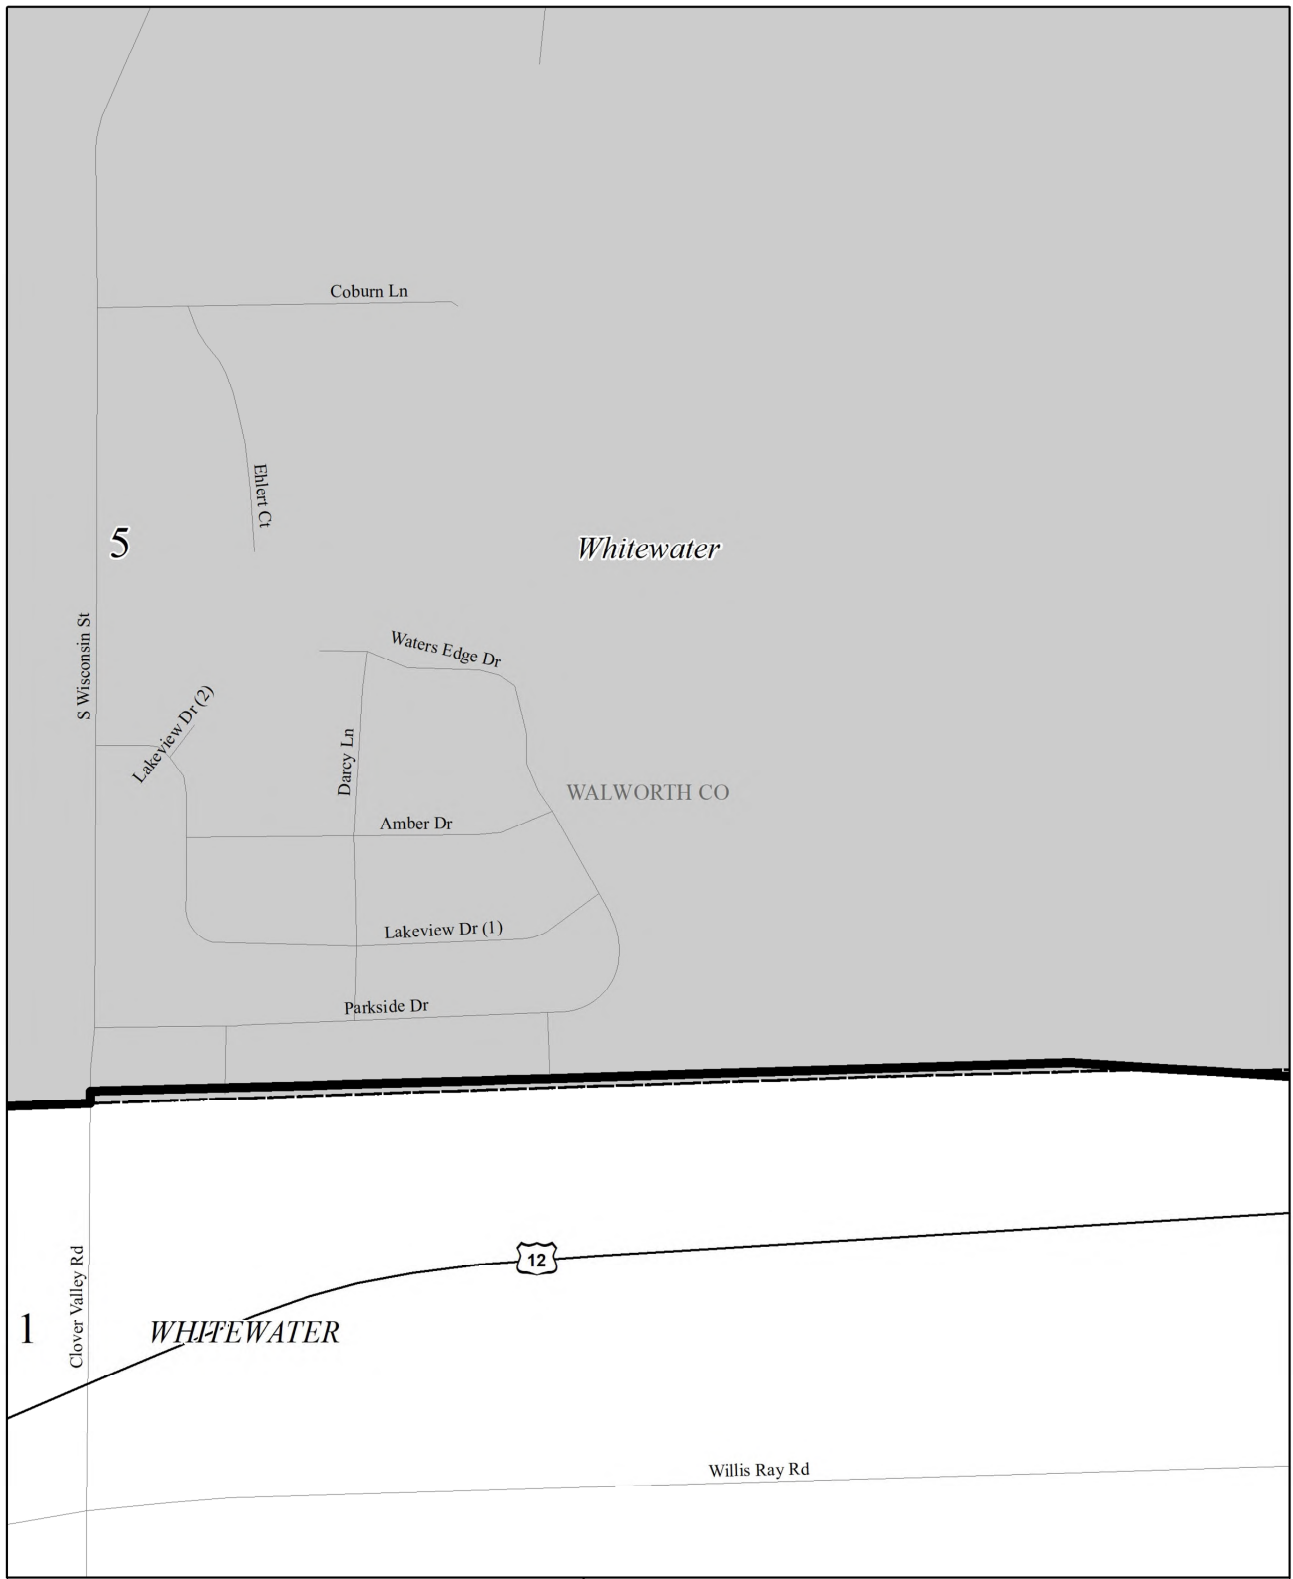 Coburn Ln
Ehlert Ct
5
Whitewater
S Wisconsin St
Waters Edge Dr
Lakeview Dr (2)
Darcy Ln
WALWORTH CO
Amber Dr
Lakeview Dr (1)
Parkside Dr
12
Clover Valley Rd
1
WHITEWATER
Willis Ray Rd